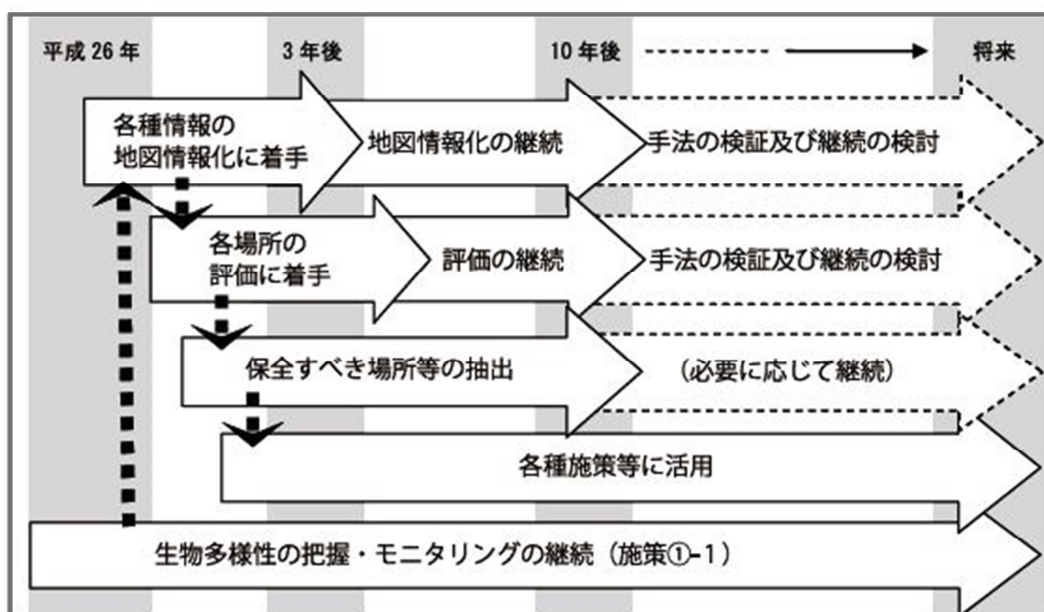 平成26年
3年後
10年後
将来
各種情報の
地図情報化に着手
地図情報化の継続
手法の検証及び継続の検討
各場所の
評価に着手
評価の継続
手法の検証及び継続の検討
保全すべき場所等の抽出
(必要に応じて継続)
各種施策等に活用
生物多様性の把握・モニタリングの継続(施策①-1)